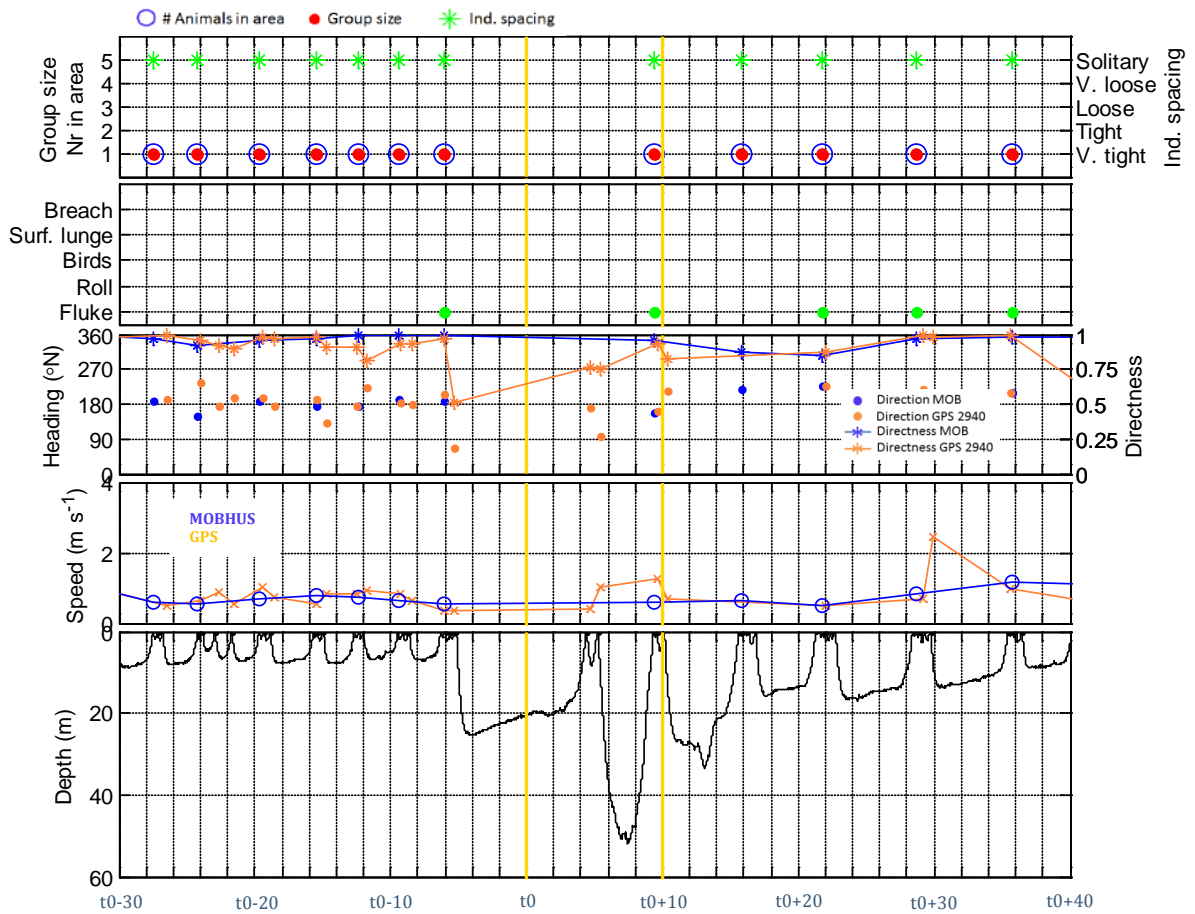 # Animals in area Group size Ind. spacing
Group size
Nr in area
5
4
3
2
1
Solitary
V. loose
Loose
Tight
V. tight
Ind. spacing
Breach
Surf. lunge
Birds
Roll
Fluke
Heading (°N)
360
270
180
90
0
1
0.75
0.5
0.25
0
Directness
Direction MOB
Direction GPS 2940
Directness MOB
Directness GPS 2940
Speed (m s-1)
4
2
0
MOBHUS
GPS
Depth (m)
0
20
40
60
t0-30 t0-20 t0-10 t0 t0+10 t0+20 t0+30 t0+40